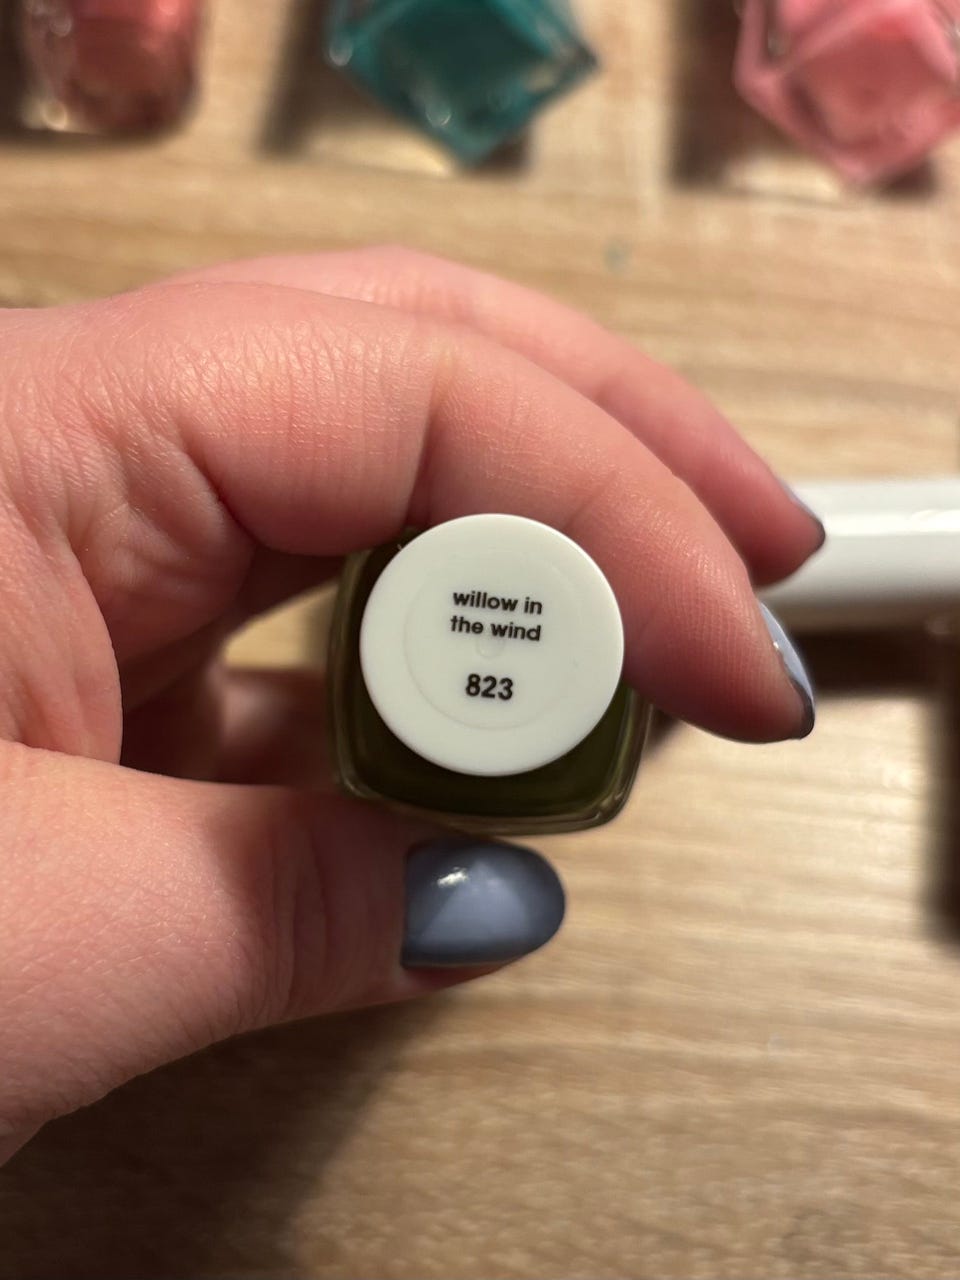 willow in
the wind
823